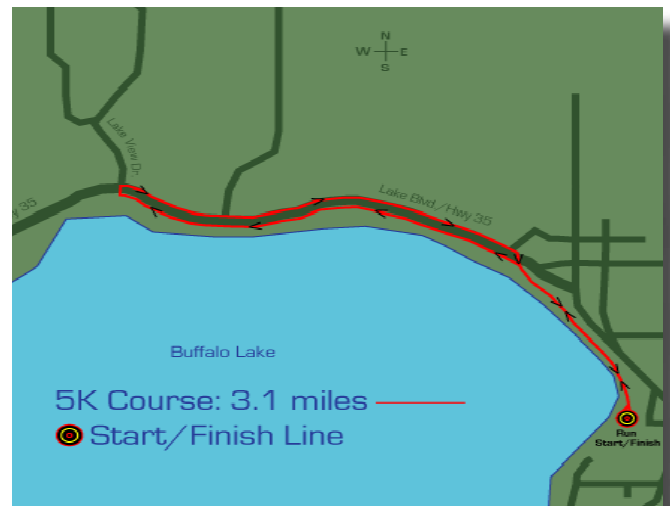 N
W E
S
Lake View Dr
Lake Blvd./Hwy 35
y 35
Buffalo Lake
5K Course: 3.1 miles
Start/Finish Line
Run
Start/Finish